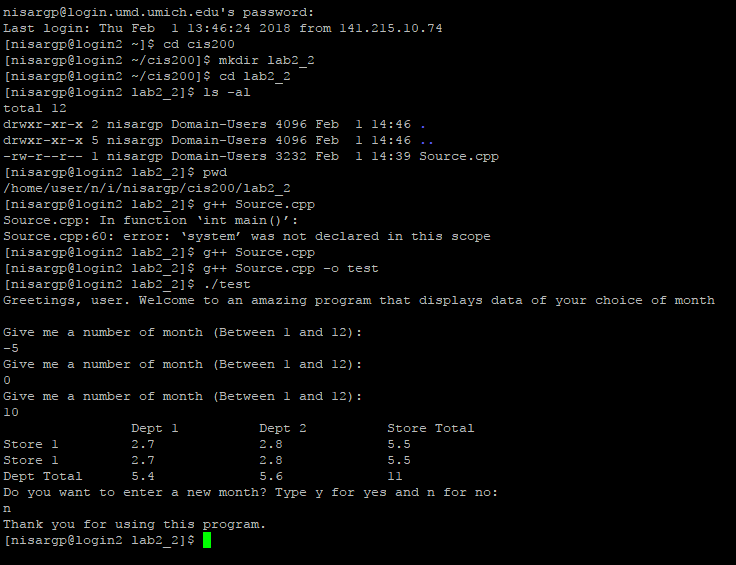 nisargp@login.umd.umich.edu's password:
Last login: Thu Feb  1 13:46:24 2018 from 141.215.10.74
[nisargp@login2 ~]$ cd cis200
[nisargp@login2 ~/cis200]$ mkdir lab2_2
[nisargp@login2 ~/cis200]$ cd lab2_2
[nisargp@login2 lab2_2]$ ls -al
total 12
drwxr-xr-x 2 nisargp Domain-Users 4096 Feb  1 14:46 .
drwxr-xr-x 5 nisargp Domain-Users 4096 Feb  1 14:46 ..
-rw-r--r-- 1 nisargp Domain-Users 3232 Feb  1 14:39 Source.cpp
[nisargp@login2 lab2_2]$ pwd
/home/user/n/i/nisargp/cis200/lab2_2
[nisargp@login2 lab2_2]$ g++ Source.cpp
Source.cpp: In function ‘int main()’:
Source.cpp:60: error: ‘system’ was not declared in this scope
[nisargp@login2 lab2_2]$ g++ Source.cpp
[nisargp@login2 lab2_2]$ g++ Source.cpp -o test
[nisargp@login2 lab2_2]$ ./test
Greetings, user. Welcome to an amazing program that displays data of your choice of month
Give me a number of month (Between 1 and 12):
-5
Give me a number of month (Between 1 and 12):
0
Give me a number of month (Between 1 and 12):
10
                Dept 1          Dept 2          Store Total
Store 1         2.7             2.8             5.5
Store 1         2.7             2.8             5.5
Dept Total      5.4             5.6             11
Do you want to enter a new month? Type y for yes and n for no:
n
Thank you for using this program.
[nisargp@login2 lab2_2]$